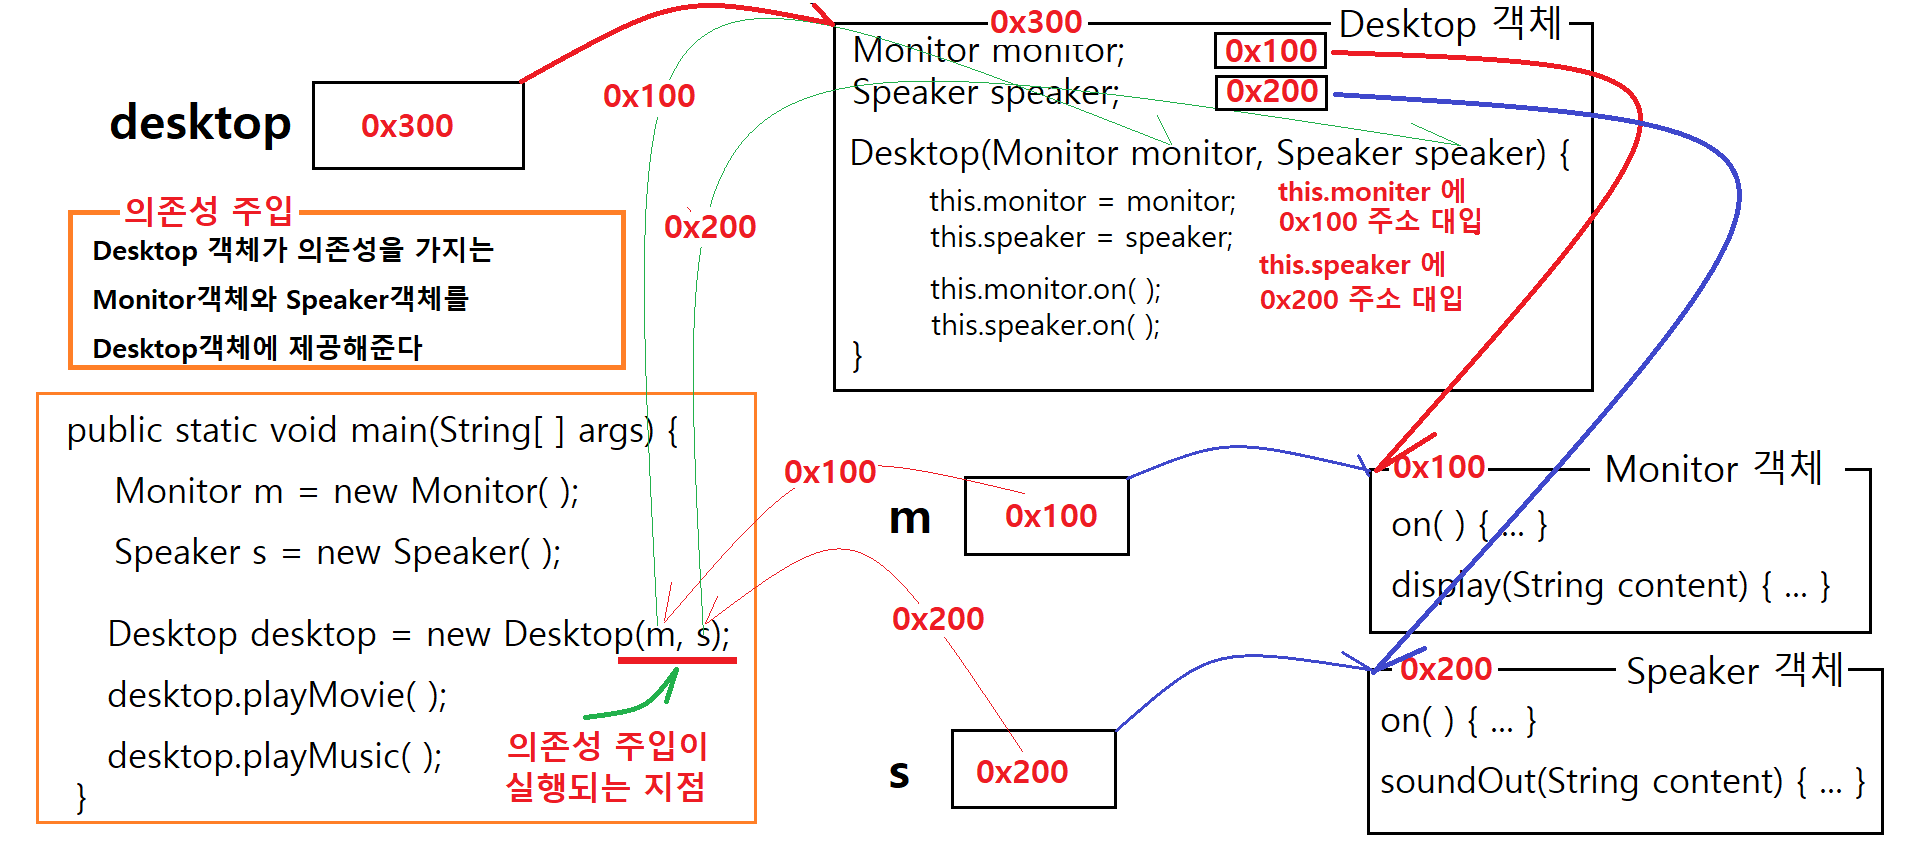 desktop
0x300
0x100
0x200
의존성 주입
Desktop 객체가 의존성을 가지는
Monitor객체와 Speaker객체를
Desktop객체에 제공해준다
0x300
Desktop 객체
Monitor monitor;
0x100
Speaker speaker;
0x200
Desktop(Monitor monitor, Speaker speaker) {
this.monitor = monitor;
this.speaker = speaker;
this.monitor.on( );
this.speaker.on( );
}
this.moniter 에
0x100 주소 대입
this.speaker 에
0x200 주소 대입
public static void main(String[ ] args) {
Monitor m = new Monitor( );
Speaker s = new Speaker( );
Desktop desktop = new Desktop(m, s);
desktop.playMovie( );
desktop.playMusic( );
}
의존성 주입이
실행되는 지점
0x100
m
0x100
0x200
s
0x200
0x100
Monitor 객체
on( ) { ... }
display(String content) { ... }
0x200
Speaker 객체
on( ) { ... }
soundOut(String content) { ... }